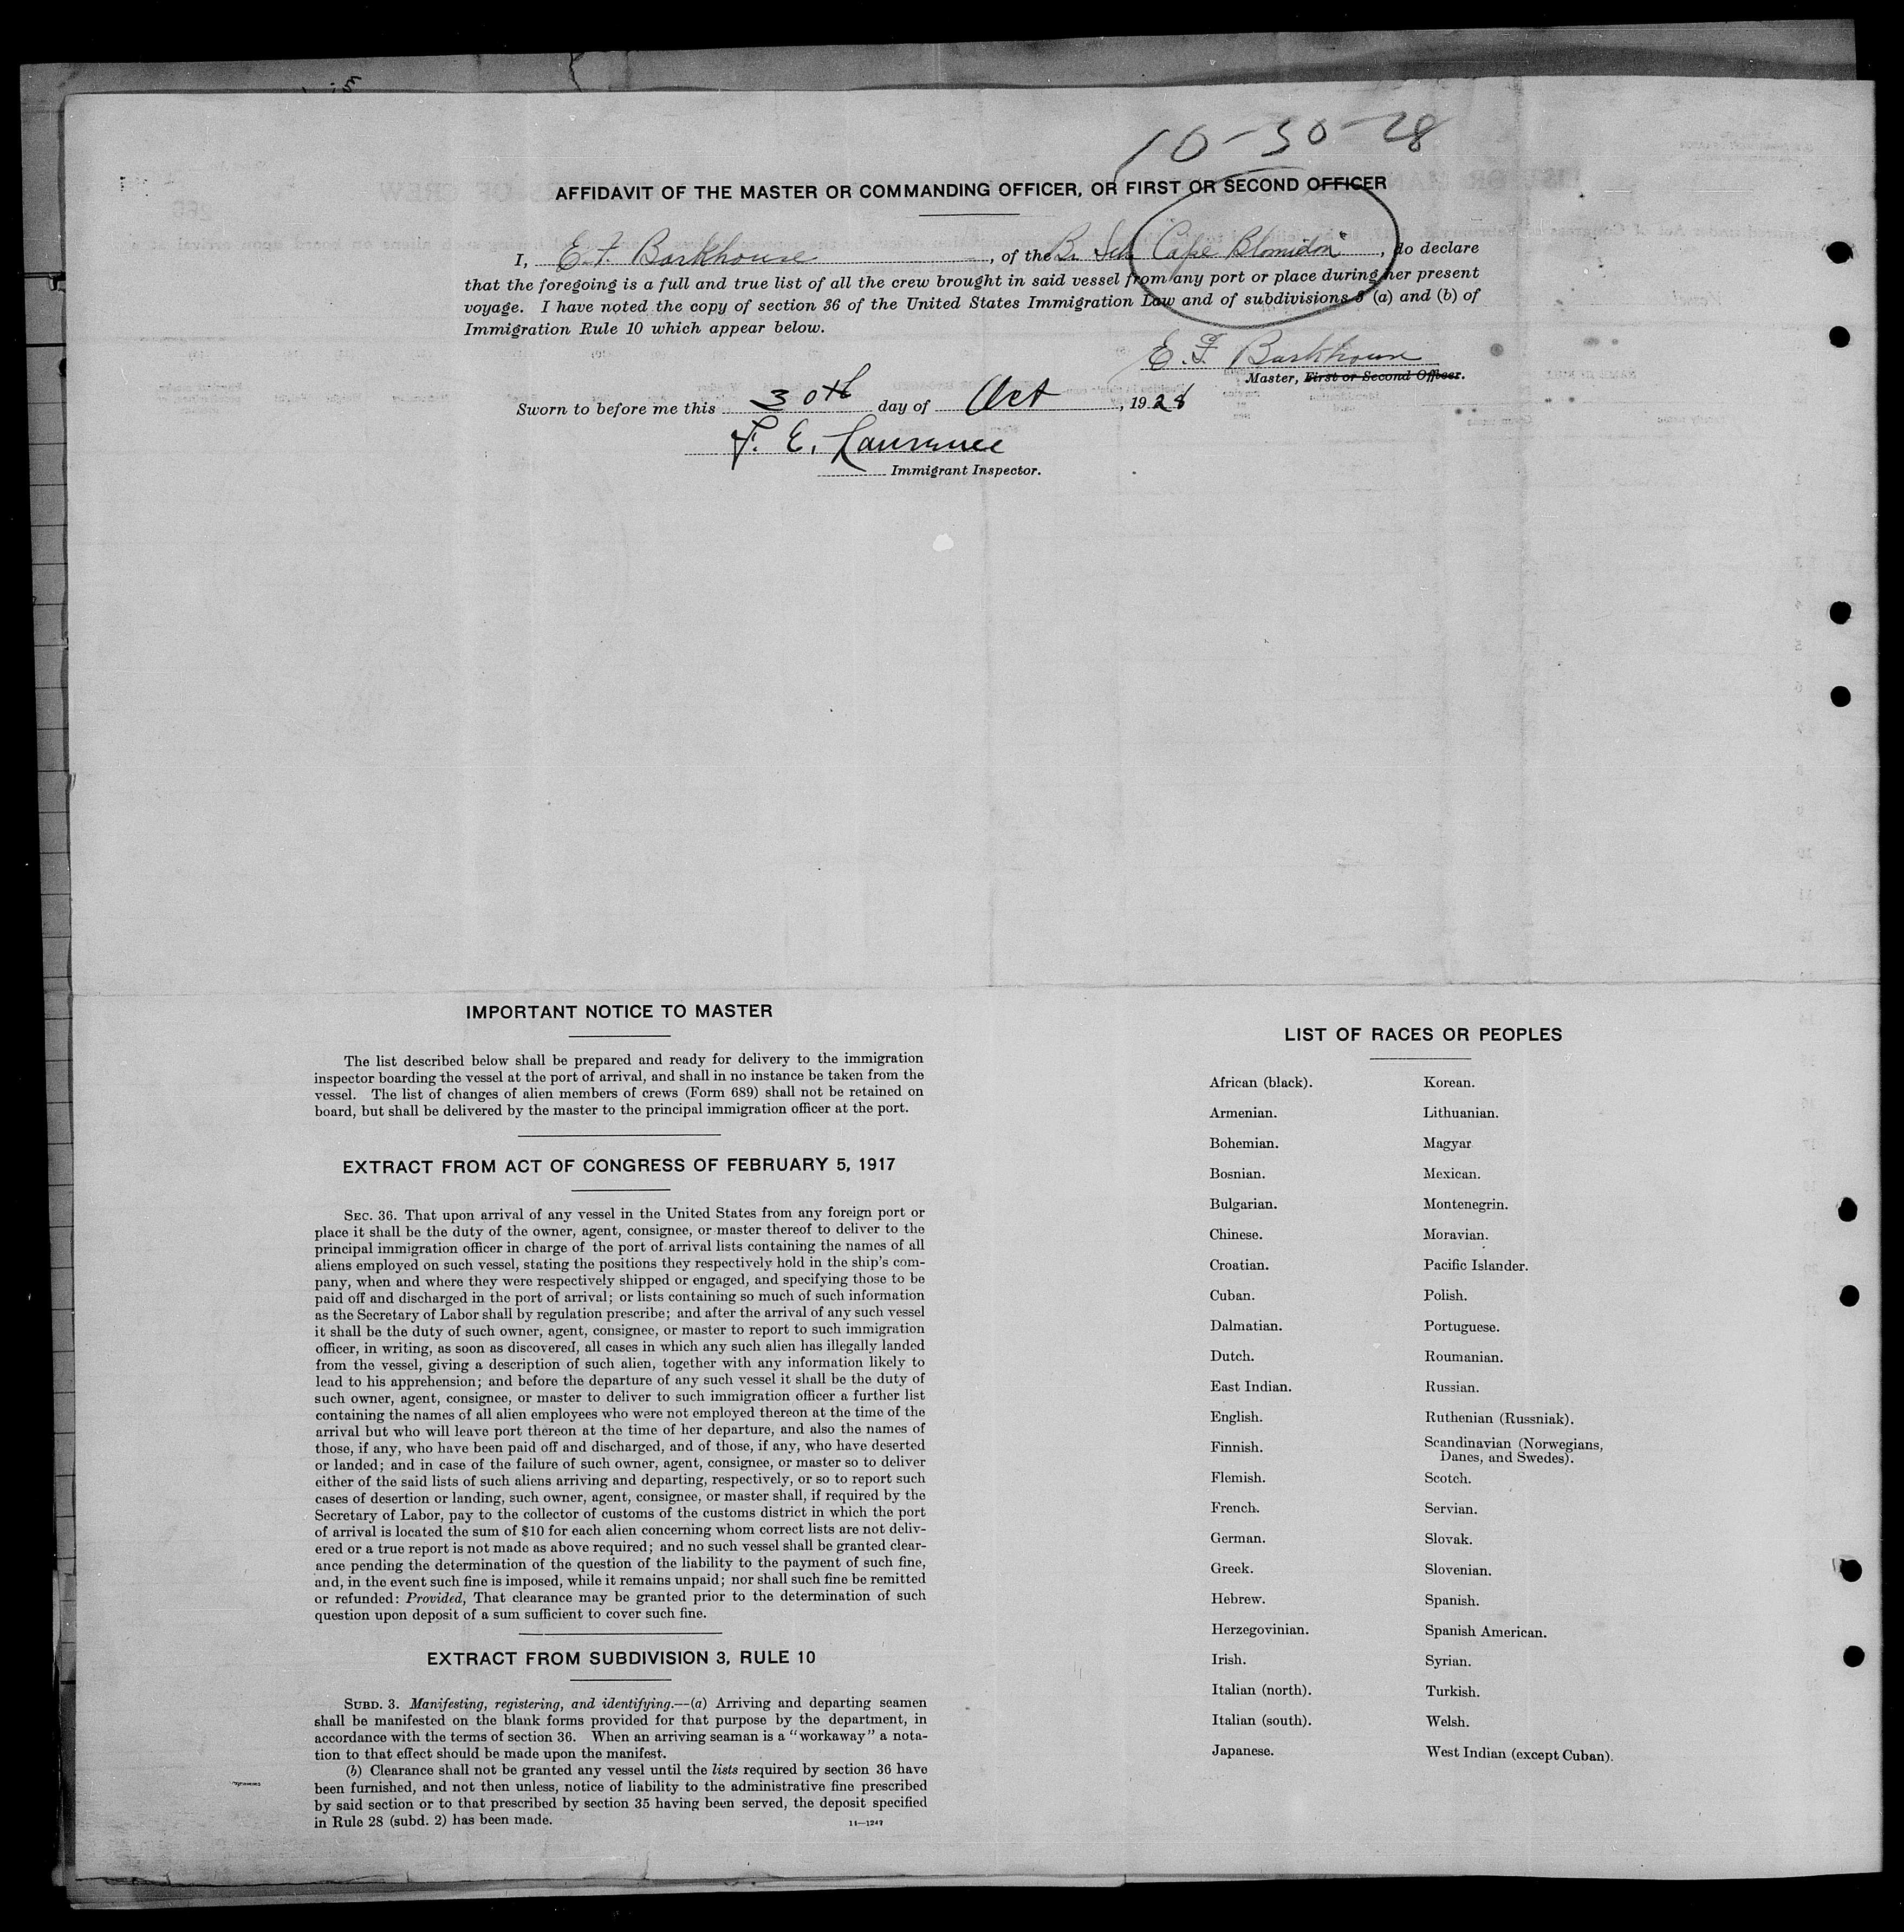 10-30-28
AFFIDAVIT OF THE MASTER OR COMMANDING OFFICER, OR FIRST OR SECOND OFFICER
I, E. F. Barkhouse, of the Br Sch "Cape Blomidon", do declare
that the foregoing is a full and true list of all the crew brought in said vessel from any port or place during her present
voyage. I have noted the copy of section 36 of the United States Immigration Law and of subdivisions 3 (a) and (b) of
Immigration Rule 10 which appear below.
E. F. Barkhouse
Master, First or Second Officer.
Sworn to before me this 30th day of Oct, 1928
F. E. Lawrence
Immigrant Inspector.
IMPORTANT NOTICE TO MASTER
The list described below shall be prepared and ready for delivery to the immigration
inspector boarding the vessel at the port of arrival, and shall in no instance be taken from the
vessel. The list of changes of alien members of crews (Form 689) shall not be retained on
board, but shall be delivered by the master to the principal immigration officer at the port.
EXTRACT FROM ACT OF CONGRESS OF FEBRUARY 5, 1917
SEC. 36. That upon arrival of any vessel in the United States from any foreign port or
place it shall be the duty of the owner, agent, consignee, or master thereof to deliver to the
principal immigration officer in charge of the port of arrival lists containing the names of all
aliens employed on such vessel, stating the positions they respectively hold in the ship's com-
pany, when and where they were respectively shipped or engaged, and specifying those to be
paid off and discharged in the port of arrival; or lists containing so much of such information
as the Secretary of Labor shall by regulation prescribe; and after the arrival of any such vessel
it shall be the duty of such owner, agent, consignee, or master to report to such immigration
officer, in writing, as soon as discovered, all cases in which any such alien has illegally landed
from the vessel, giving a description of such alien, together with any information likely to
lead to his apprehension; and before the departure of any such vessel it shall be the duty of
such owner, agent, consignee, or master to deliver to such immigration officer a further list
containing the names of all alien employees who were not employed thereon at the time of the
arrival but who will leave port thereon at the time of her departure, and also the names of
those, if any, who have been paid off and discharged, and of those, if any, who have deserted
or landed; and in case of the failure of such owner, agent, consignee, or master so to deliver
either of the said lists of such aliens arriving and departing, respectively, or so to report such
cases of desertion or landing, such owner, agent, consignee, or master shall, if required by the
Secretary of Labor, pay to the collector of customs of the customs district in which the port
of arrival is located the sum of $10 for each alien concerning whom correct lists are not deliv-
ered or a true report is not made as above required; and no such vessel shall be granted clear-
ance pending the determination of the question of the liability to the payment of such fine,
and, in the event such fine is imposed, while it remains unpaid; nor shall such fine be remitted
or refunded: Provided, That clearance may be granted prior to the determination of such
question upon deposit of a sum sufficient to cover such fine.
EXTRACT FROM SUBDIVISION 3, RULE 10
SUBD. 3. Manifesting, registering, and identifying.—(a) Arriving and departing seamen
shall be manifested on the blank forms provided for that purpose by the department, in
accordance with the terms of section 36. When an arriving seaman is a "workaway" a nota-
tion to that effect should be made upon the manifest.
(b) Clearance shall not be granted any vessel until the lists required by section 36 have
been furnished, and not then unless, notice of liability to the administrative fine prescribed
by said section or to that prescribed by section 35 having been served, the deposit specified
in Rule 28 (subd. 2) has been made.
LIST OF RACES OR PEOPLES
African (black).
Armenian.
Bohemian.
Bosnian.
Bulgarian.
Chinese.
Croatian.
Cuban.
Dalmatian.
Dutch.
East Indian.
English.
Finnish.
Flemish.
French.
German.
Greek.
Hebrew.
Herzegovinian.
Irish.
Italian (north).
Italian (south).
Japanese.
Korean.
Lithuanian.
Magyar
Mexican.
Montenegrin.
Moravian.
Pacific Islander.
Polish.
Portuguese.
Roumanian.
Russian.
Ruthenian (Russniak).
Scandinavian (Norwegians,
Danes, and Swedes).
Scotch.
Servian.
Slovak.
Slovenian.
Spanish.
Spanish American.
Syrian.
Turkish.
Welsh.
West Indian (except Cuban).